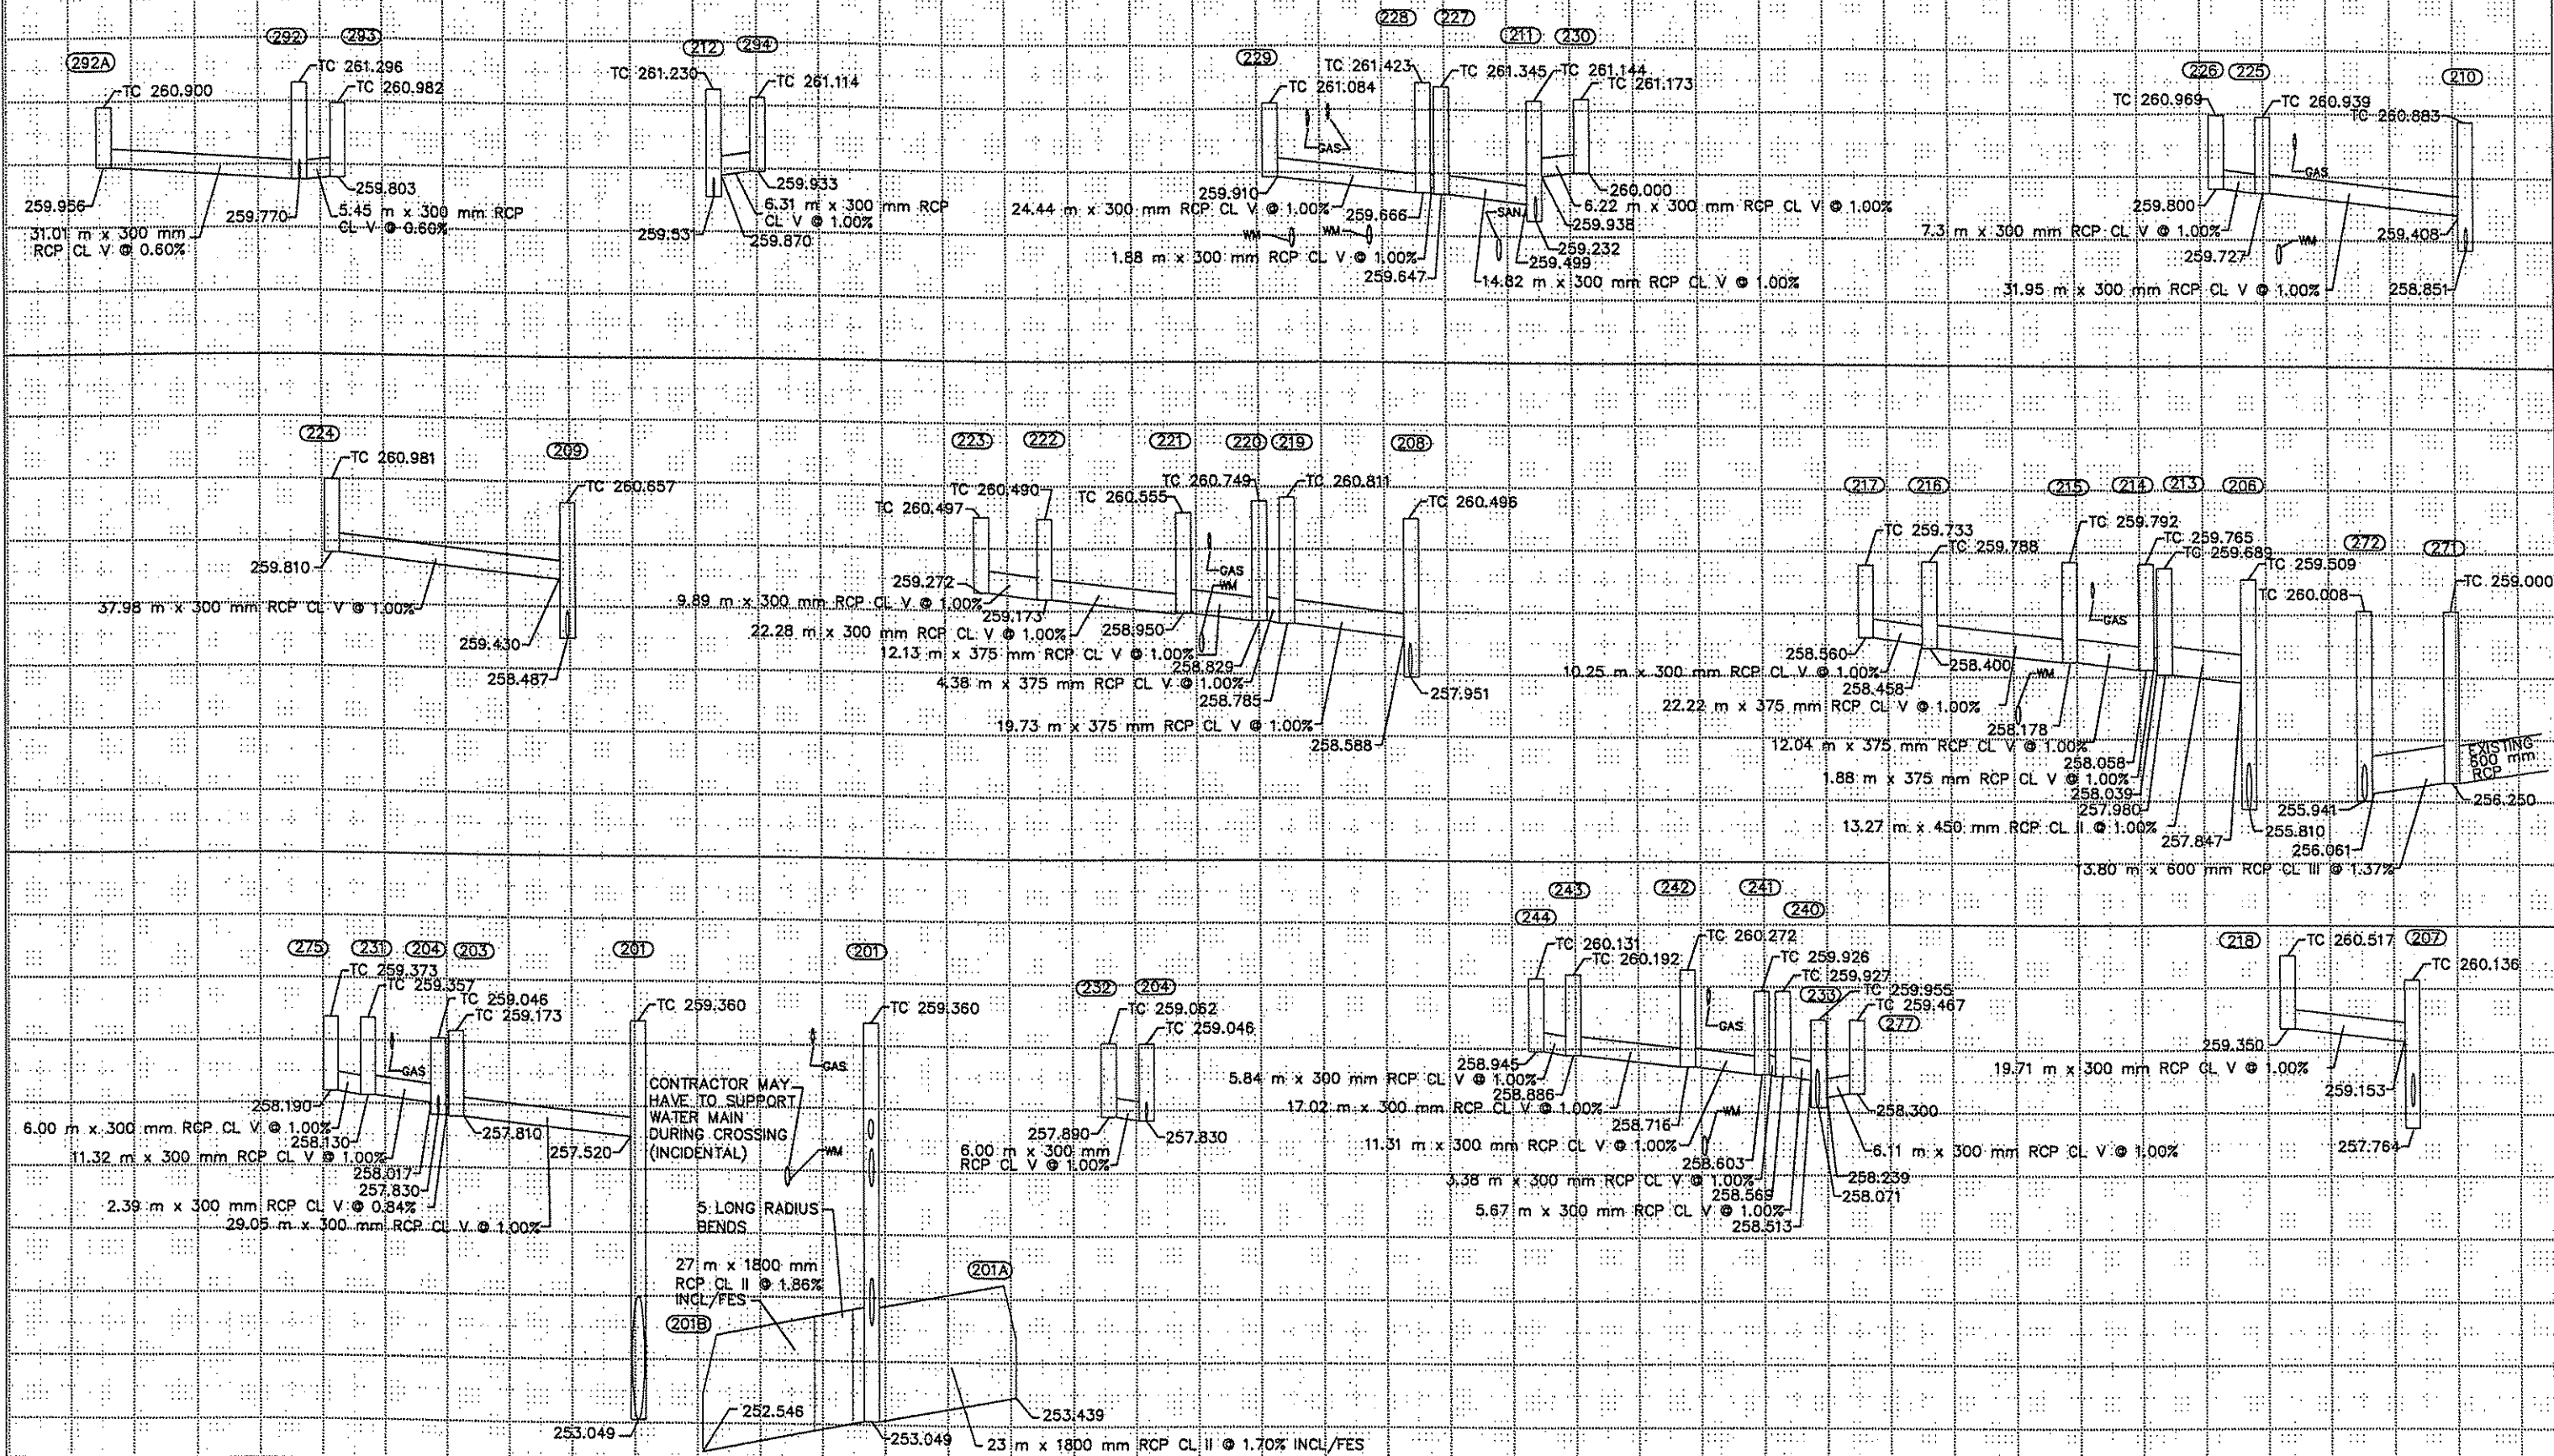 292A
TC 260.900
292
293
TC 261.296
TC 260.982
259.956
31.01 m x 300 mm
RCP CL V @ 0.60%
259.770
259.803
5.45 m x 300 mm RCP
CL V @ 0.60%
212
294
TC 261.230
TC 261.114
259.53
259.933
6.31 m x 300 mm RCP
CL V @ 1.00%
259.870
229
228
227
211
230
TC 261.084
TC 261.423
TC 261.345
TC 261.144
TC 261.173
GAS
259.910
24.44 m x 300 mm RCP CL V @ 1.00%
259.666
WM
WM
SAN
1.88 m x 300 mm RCP CL V @ 1.00%
259.647
260.000
6.22 m x 300 mm RCP CL V @ 1.00%
259.938
259.232
259.499
14.82 m x 300 mm RCP CL V @ 1.00%
226
225
210
TC 260.969
TC 260.939
TC 260.883
GAS
259.800
7.3 m x 300 mm RCP CL V @ 1.00%
259.727
WM
259.408
31.95 m x 300 mm RCP CL V @ 1.00%
258.851
224
209
TC 260.981
TC 260.657
259.810
37.98 m x 300 mm RCP CL V @ 1.00%
259.430
258.487
223
222
221
220
219
208
TC 260.497
TC 260.490
TC 260.555
TC 260.749
TC 260.811
TC 260.496
GAS
WM
259.272
9.89 m x 300 mm RCP CL V @ 1.00%
259.173
22.28 m x 300 mm RCP CL V @ 1.00%
258.950
12.13 m x 375 mm RCP CL V @ 1.00%
258.829
4.38 m x 375 mm RCP CL V @ 1.00%
258.785
19.73 m x 375 mm RCP CL V @ 1.00%
258.588
257.951
217
216
215
214
213
206
272
271
TC 259.733
TC 259.788
TC 259.792
TC 259.765
TC 259.689
TC 259.509
TC 260.008
TC 259.000
GAS
258.560
10.25 m x 300 mm RCP CL V @ 1.00%
258.458
258.400
WM
22.22 m x 375 mm RCP CL V @ 1.00%
258.178
12.04 m x 375 mm RCP CL V @ 1.00%
258.058
1.88 m x 375 mm RCP CL V @ 1.00%
258.039
257.980
13.27 m x 450 mm RCP CL II @ 1.00%
257.847
255.810
255.941
256.061
13.80 m x 600 mm RCP CL III @ 1.37%
EXISTING
600 mm
RCP
256.250
275
231
204
203
201
TC 259.373
TC 259.357
TC 259.046
TC 259.173
TC 259.360
GAS
258.190
6.00 m x 300 mm RCP CL V @ 1.00%
258.130
11.32 m x 300 mm RCP CL V @ 1.00%
258.017
257.830
2.39 m x 300 mm RCP CL V @ 0.84%
29.05 m x 300 mm RCP CL V @ 1.00%
257.810
257.520
253.049
201
TC 259.360
GAS
CONTRACTOR MAY
HAVE TO SUPPORT
WATER MAIN
DURING CROSSING
(INCIDENTAL)
WM
5 LONG RADIUS
BENDS
27 m x 1800 mm
RCP CL II @ 1.86%
INCL/FES
201B
201A
252.546
253.049
253.439
23 m x 1800 mm RCP CL II @ 1.70% INCL/FES
232
204
TC 259.062
TC 259.046
257.890
257.830
6.00 m x 300 mm
RCP CL V @ 1.00%
244
243
242
241
240
233
277
TC 260.131
TC 260.192
TC 260.272
TC 259.926
TC 259.927
TC 259.955
TC 259.467
GAS
258.945
5.84 m x 300 mm RCP CL V @ 1.00%
258.886
17.02 m x 300 mm RCP CL V @ 1.00%
258.716
WM
11.31 m x 300 mm RCP CL V @ 1.00%
258.603
3.38 m x 300 mm RCP CL V @ 1.00%
258.569
5.67 m x 300 mm RCP CL V @ 1.00%
258.513
258.300
6.11 m x 300 mm RCP CL V @ 1.00%
258.239
258.071
218
207
TC 260.517
TC 260.136
259.350
19.71 m x 300 mm RCP CL V @ 1.00%
259.153
257.764